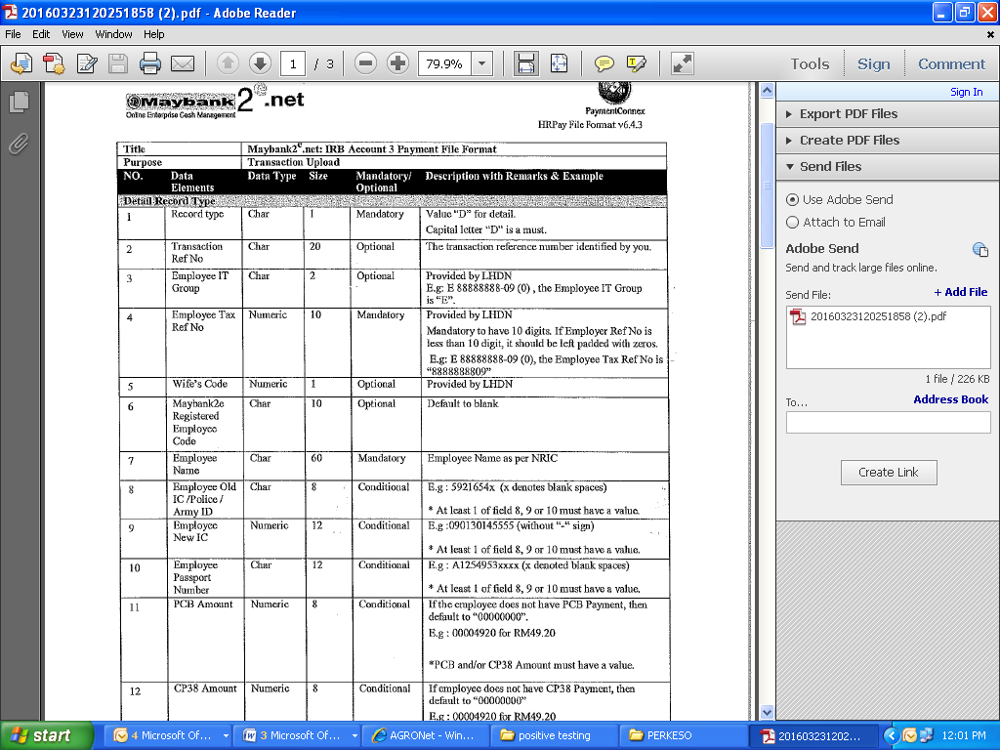 20160323120251858 (2).pdf - Adobe Reader
File Edit View Window Help
1 / 3 79.9% Tools Sign Comment
Sign In
Export PDF Files
Create PDF Files
Send Files
Use Adobe Send
Attach to Email
Adobe Send
Send and track large files online.
Send File: + Add File
20160323120251858 (2).pdf
1 file / 226 KB
To... Address Book
Create Link
@Maybank2e.net
Online Enterprise Cash Management
PaymentConnex
HRPay File Format v6.4.3
Title Maybank2e.net: IRB Account 3 Payment File Format
Purpose Transaction Upload
NO. Data Elements Data Type Size Mandatory/ Optional Description with Remarks & Example
Detail Record Type
1 Record type Char 1 Mandatory Value "D" for detail.
Capital letter "D" is a must.
2 Transaction Ref No Char 20 Optional The transaction reference number identified by you.
3 Employee IT Group Char 2 Optional Provided by LHDN
E.g: E 88888888-09 (0) , the Employee IT Group
is "E".
4 Employee Tax Ref No Numeric 10 Mandatory Provided by LHDN
Mandatory to have 10 digits. If Employer Ref No is
less than 10 digit, it should be left padded with zeros.
E.g: E 88888888-09 (0), the Employee Tax Ref No is
"8888888809"
5 Wife's Code Numeric 1 Optional Provided by LHDN
6 Maybank2e Registered Employee Code Char 10 Optional Default to blank
7 Employee Name Char 60 Mandatory Employee Name as per NRIC
8 Employee Old IC /Police / Army ID Char 8 Conditional E.g : 5921654x (x denotes blank spaces)
* At least 1 of field 8, 9 or 10 must have a value.
9 Employee New IC Numeric 12 Conditional E.g :090130145555 (without "-" sign)
* At least 1 of field 8, 9 or 10 must have a value.
10 Employee Passport Number Char 12 Conditional E.g : A1254953xxxx (x denoted blank spaces)
* At least 1 of field 8, 9 or 10 must have a value.
11 PCB Amount Numeric 8 Conditional If the employee does not have PCB Payment, then
default to "00000000".
E.g : 00004920 for RM49.20
*PCB and/or CP38 Amount must have a value.
12 CP38 Amount Numeric 8 Conditional If employee does not have CP38 Payment, then
default to "00000000"
E.g : 00004920 for RM49.20
start 4 Microsoft Of... 3 Microsoft Of... AGRONet - Win... positive testing PERKESO 201603231202... 12:01 PM